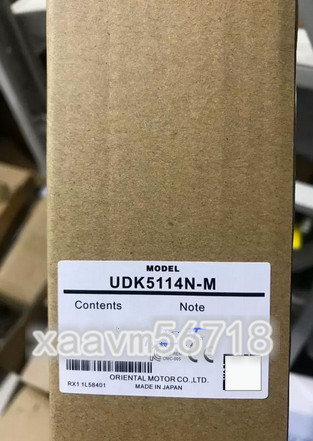 MODEL
UDK5114N-M
Contents Note
xaavm56718
RX1 1L58401
ORIENTAL MOTOR CO.,LTD.
MADE IN JAPAN